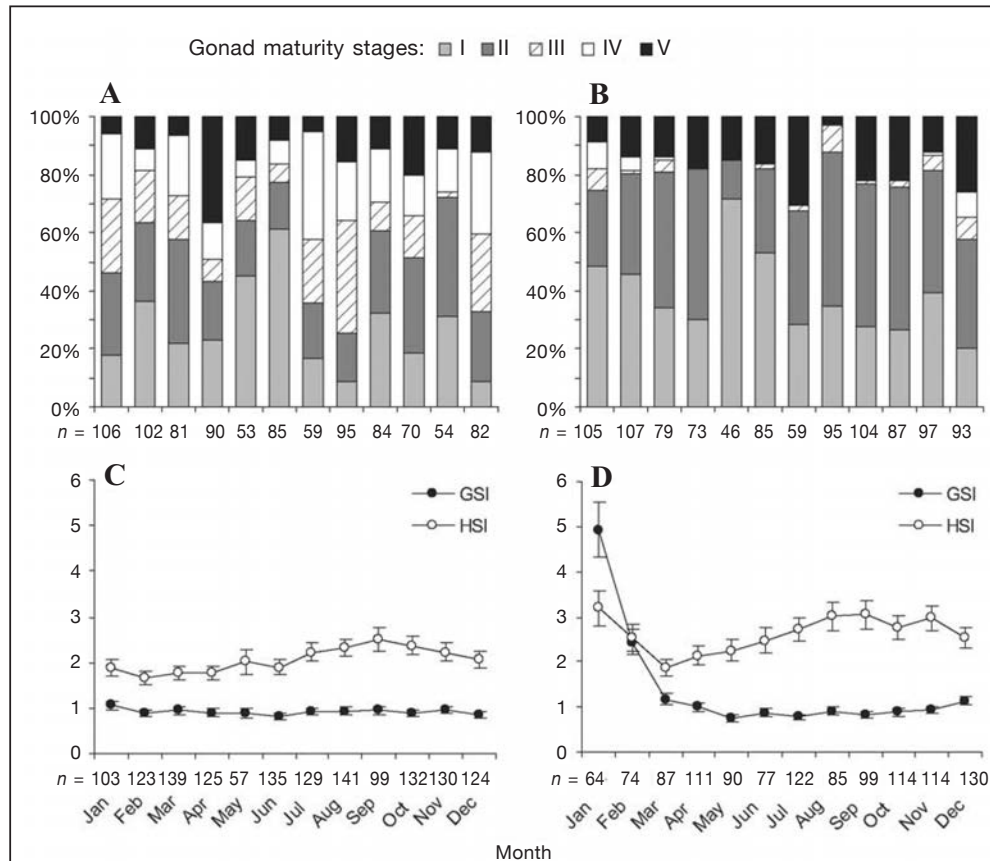 Gonad maturity stages: I II III IV V
A
100%
80%
60%
40%
20%
0%
n = 106 102 81 90 53 85 59 95 84 70 54 82
B
100%
80%
60%
40%
20%
0%
n = 105 107 79 73 46 85 59 95 104 87 97 93
C
6
5
4
3
2
1
0
GSI
HSI
n = 103 123 139 125 57 135 129 141 99 132 130 124
Jan Feb Mar Apr May Jun Jul Aug Sep Oct Nov Dec
D
6
5
4
3
2
1
0
GSI
HSI
n = 64 74 87 111 90 77 122 85 99 114 114 130
Jan Feb Mar Apr May Jun Jul Aug Sep Oct Nov Dec
Month